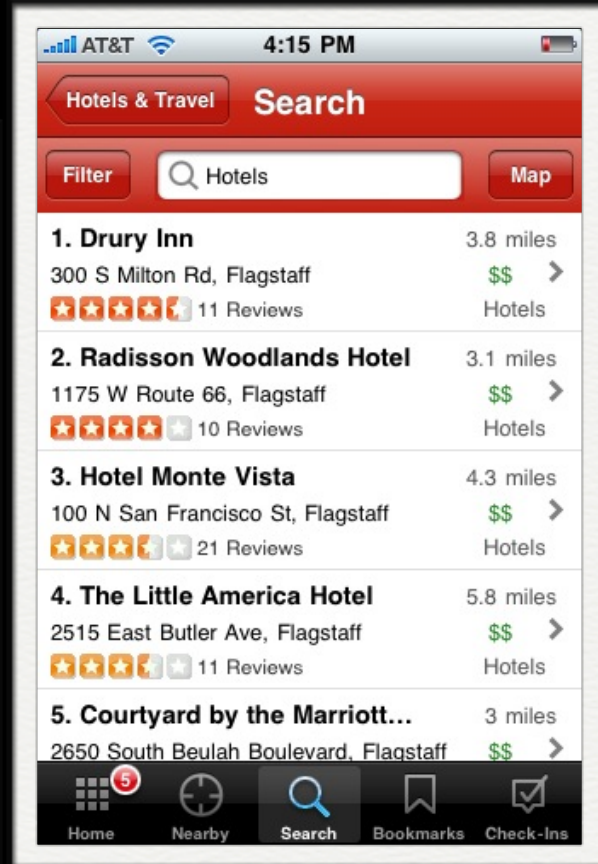 AT&T 4:15 PM
Hotels & Travel Search
Filter Hotels Map
1. Drury Inn 3.8 miles
300 S Milton Rd, Flagstaff $$
11 Reviews Hotels
2. Radisson Woodlands Hotel 3.1 miles
1175 W Route 66, Flagstaff $$
10 Reviews Hotels
3. Hotel Monte Vista 4.3 miles
100 N San Francisco St, Flagstaff $$
21 Reviews Hotels
4. The Little America Hotel 5.8 miles
2515 East Butler Ave, Flagstaff $$
11 Reviews Hotels
5. Courtyard by the Marriott... 3 miles
2650 South Beulah Boulevard, Flagstaff $$
5
Home Nearby Search Bookmarks Check-Ins